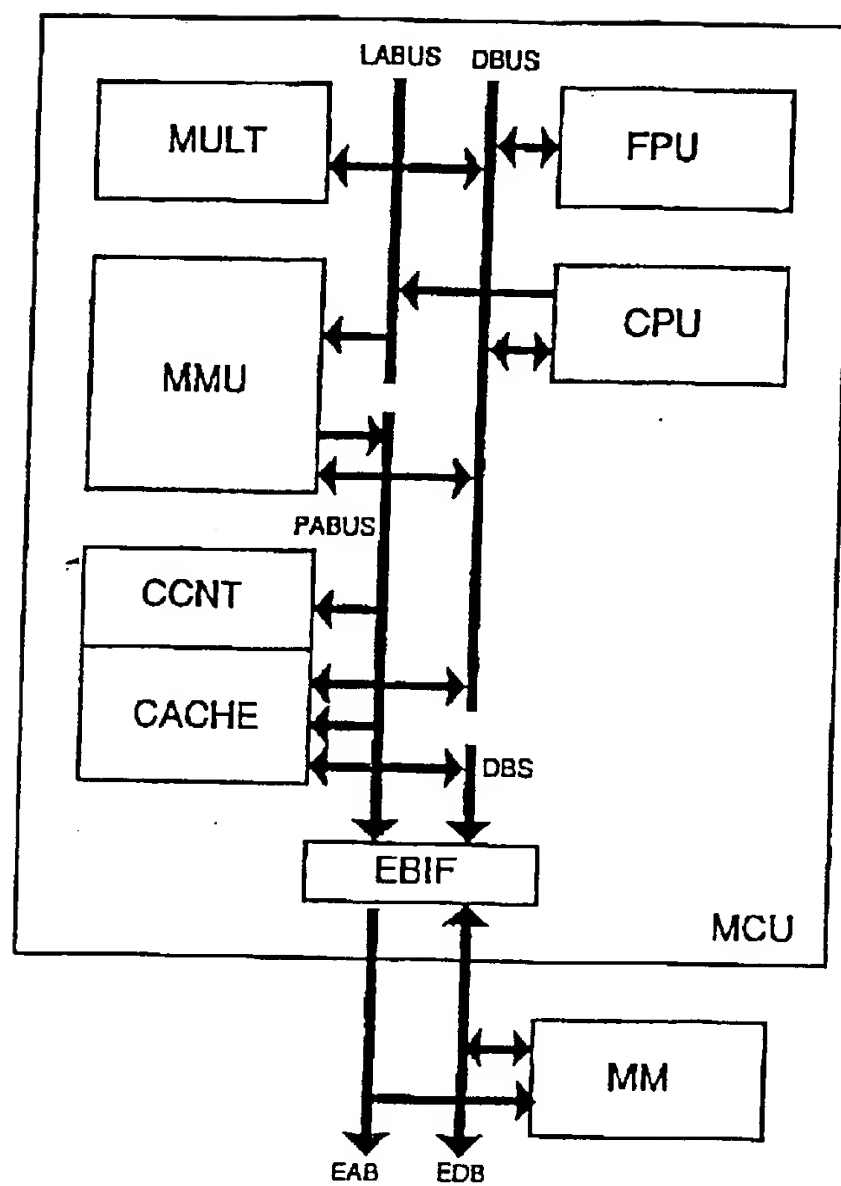 LABUS DBUS
MULT
FPU
CPU
MMU
PABUS
CCNT
CACHE
DBS
EBIF
MCU
MM
EAB EDB